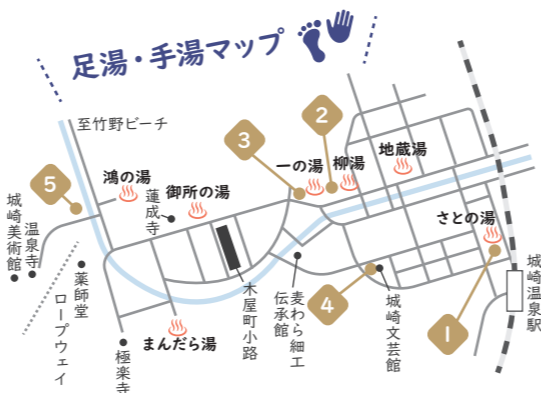 足湯・手湯マップ
至竹野ビーチ
2
3
地蔵湯
一の湯
柳湯
鴻の湯
5
御所の湯
蓮成寺
さとの湯
城崎美術館
温泉寺
薬師堂
ロープウェイ
極楽寺
まんだら湯
木屋町小路
麦わら細工
伝承館
4
城崎文芸館
1
城崎温泉駅